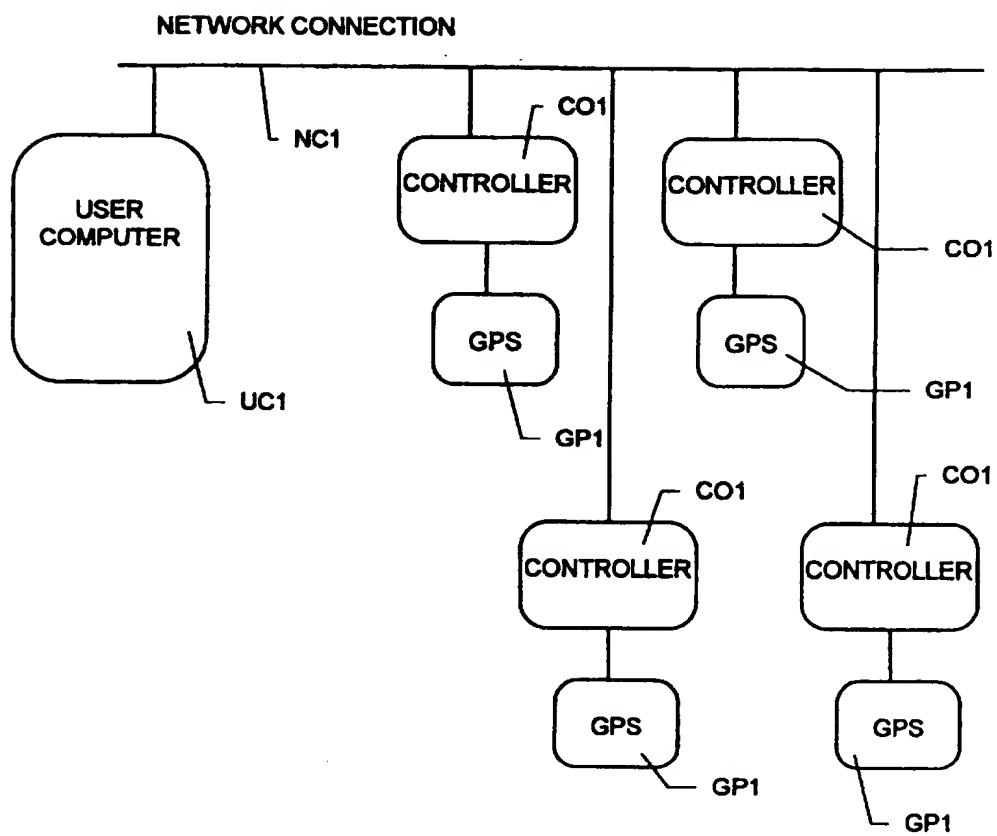 NETWORK CONNECTION
NC1
CO1
USER
COMPUTER
CONTROLLER
CONTROLLER
CO1
GPS
GPS
UC1
GP1
GP1
CO1
CO1
CONTROLLER
CONTROLLER
GPS
GPS
GP1
GP1